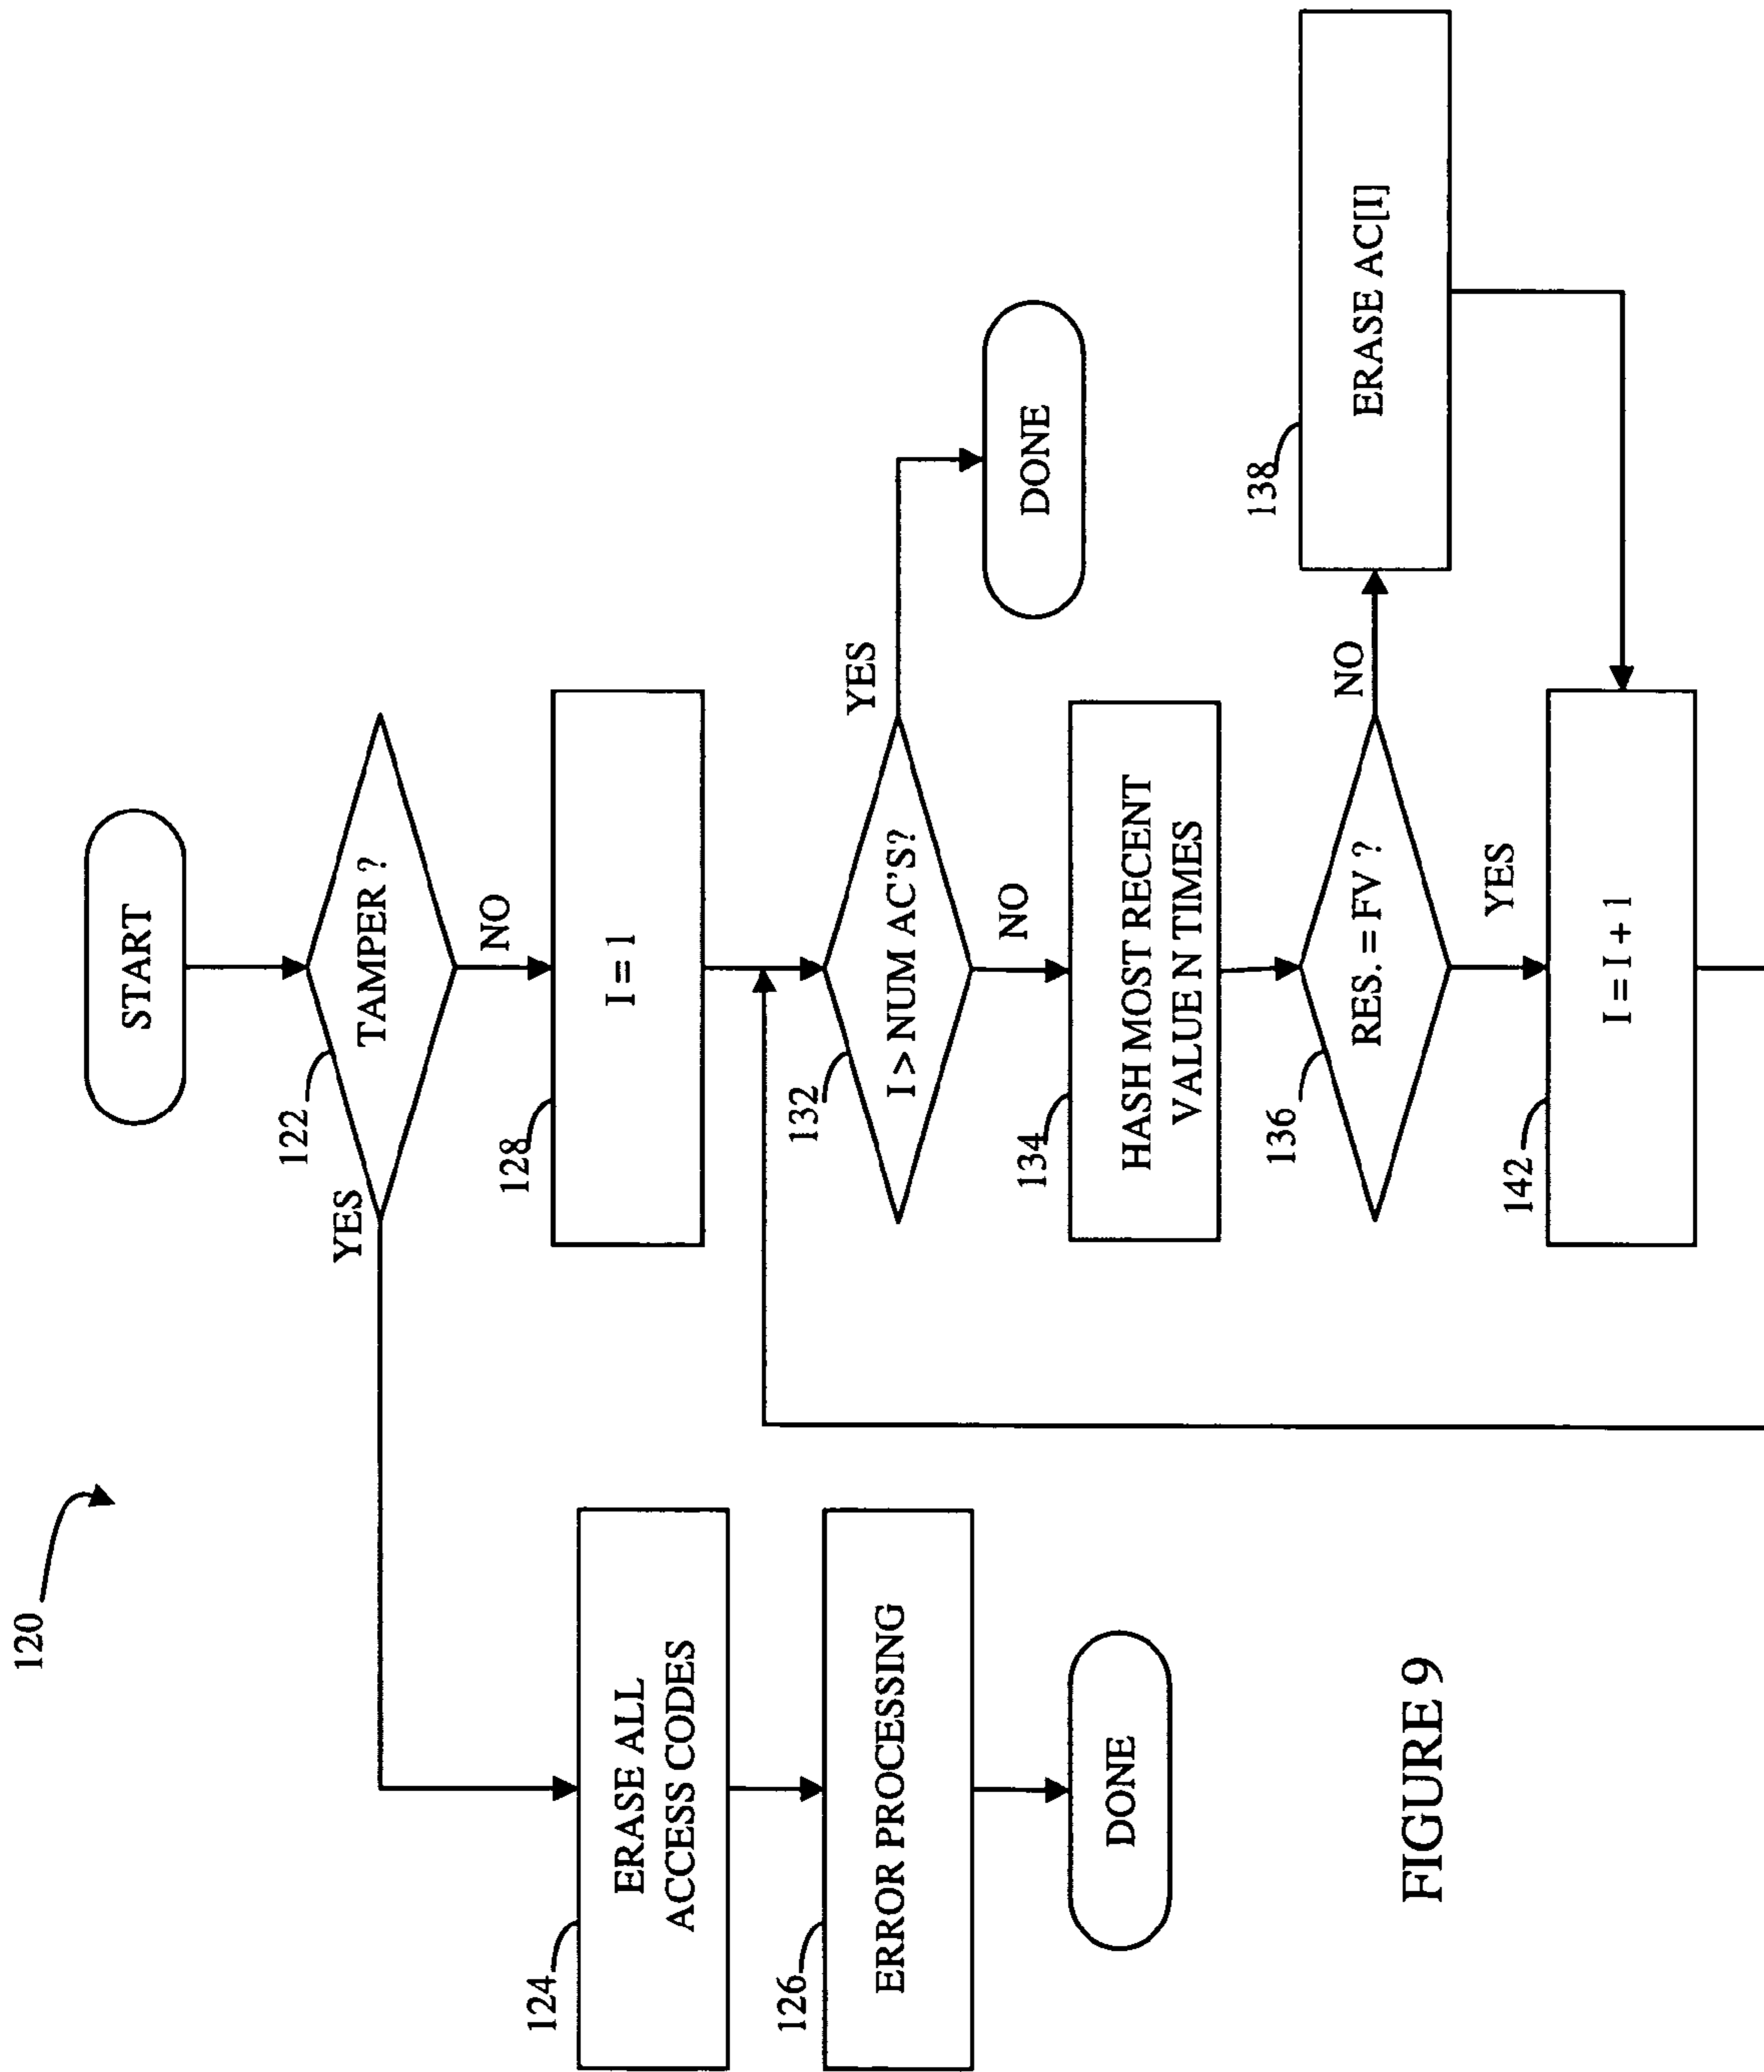 120
START
122
TAMPER ?
YES
NO
124
ERASE ALL
ACCESS CODES
128
I = 1
126
ERROR PROCESSING
132
I > NUM AC'S?
YES
NO
DONE
DONE
134
HASH MOST RECENT
VALUE N TIMES
136
RES. = FV ?
NO
YES
138
ERASE AC[I]
142
I = I + 1
FIGURE 9